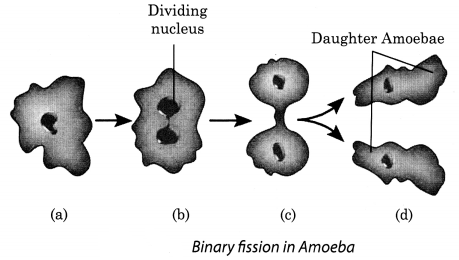 Dividing
nucleus
Daughter Amoebae
(a)
(b)
(c)
(d)
Binary fission in Amoeba